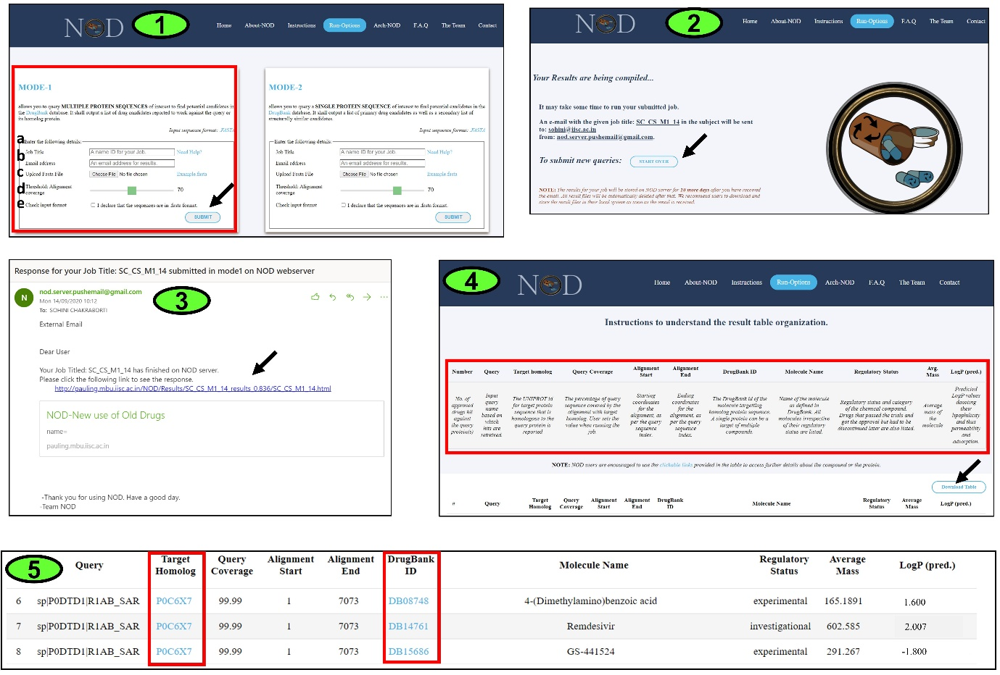 NOD
1
Home About-NOD Instructions Run-Options Arch-NOD F.A.Q The Team Contact
MODE-1
allows you to query MULTIPLE PROTEIN SEQUENCES of interest to find potential candidates in
the DrugBank database. It shall output a list of drug candidates reported to work against the query or
its homolog protein.
Input sequence format: .FASTA
a
Enter the following details:
b
Job Title A name ID for your Job. Need Help?
Email address An email address for results.
c
Upload Fasta File Choose File No file chosen Example.fasta
d
Threshold: Alignment
coverage
70
e
Check input format I declare that the sequences are in .fasta format.
SUBMIT
MODE-2
allows you to query a SINGLE PROTEIN SEQUENCE of interest to find potential candidates in the
DrugBank database. It shall output a list of primary drug candidates as well as a secondary list of
structurally similar candidates.
Input sequence format: .FASTA
Enter the following details:
Job Title A name ID for your Job. Need Help?
Email address An email address for results.
Upload Fasta File Choose File No file chosen Example.fasta
Threshold: Alignment
coverage
70
Check input format I declare that the sequences are in .fasta format.
SUBMIT
NOD
2
Home About-NOD Instructions Run-Options F.A.Q The Team Contact
Your Results are being compiled...
It may take some time to run your submitted job.
An e-mail with the given job title: SC_CS_M1_14 in the subject will be sent
to: sohini@iisc.ac.in
from: nod.server.pushemail@gmail.com.
To submit new queries: START OVER
NOTE: The results for your job will be stored on NOD server for 10 more days after you have received
the email. All result files will be automatically deleted after that. We recommend users to download and
store the result files in their local system as soon as the email is received.
Response for your Job Title: SC_CS_M1_14 submitted in mode1 on NOD webserver
N
nod.server.pushemail@gmail.com
Mon 14/09/2020 10:12
To: SOHINI CHAKRABORTI
3
External Email
Dear User
Your Job Titled: SC_CS_M1_14 has finished on NOD server.
Please click the following link to see the response.
http://pauling.mbu.iisc.ac.in/NOD/Results/SC_CS_M1_14_results_0.836/SC_CS_M1_14.html
NOD-New use of Old Drugs
name=
pauling.mbu.iisc.ac.in
-Thank you for using NOD. Have a good day.
-Team NOD
4
NOD
Home About-NOD Instructions Run-Options Arch-NOD F.A.Q The Team Contact
Instructions to understand the result table organization.
Number Query Target homolog Query Coverage Alignment Start Alignment End DrugBank ID Molecule Name Regulatory Status Avg. Mass LogP (pred.)
No. of approved drugs hit against the query protein(s)
Input query name based on which hits are retreived.
The UNIPROT id for target protein sequence that is homologous to the query protein is reported
The percentage of query sequence covered by the alignment with target homolog. User sets the value when running the job.
Starting coordinates for the alignment, as per the query sequence index.
Ending coordinates for the alignment, as per the query sequence index.
The DrugBank id of the molecule targetting homolog protein sequence. A single protein can be a target of multiple compounds.
Name of the molecule as defined in DrugBank. All molecules irrespective of their regulatory status are listed.
Regulatory status and category of the chemical compound. Drugs that passed the trials and got the approval but had to be discontinued later are also listed.
Average mass of the molecule
Predicted LogP values denoting their lipophilicity and thus permeability and adsorption.
NOTE: NOD users are encouraged to use the clickable links provided in the table to access further details about the compound or the protein.
Download Table
# Query Target Homolog Query Coverage Alignment Start Alignment End DrugBank ID Molecule Name Regulatory Status Average Mass LogP (pred.)
5
Query Target Homolog Query Coverage Alignment Start Alignment End DrugBank ID Molecule Name Regulatory Status Average Mass LogP (pred.)
6 sp|P0DTD1|R1AB_SAR P0C6X7 99.99 1 7073 DB08748 4-(Dimethylamino)benzoic acid experimental 165.1891 1.600
7 sp|P0DTD1|R1AB_SAR P0C6X7 99.99 1 7073 DB14761 Remdesivir investigational 602.585 2.007
8 sp|P0DTD1|R1AB_SAR P0C6X7 99.99 1 7073 DB15686 GS-441524 experimental 291.267 -1.800